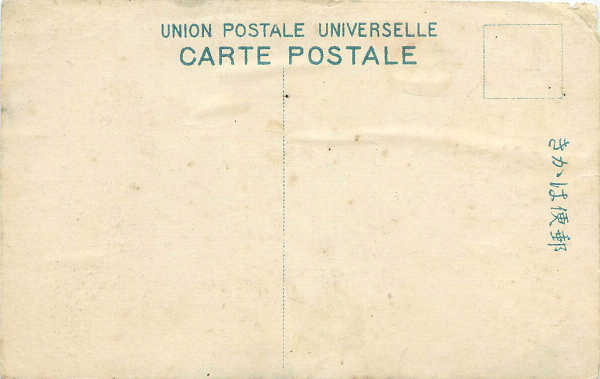 UNION POSTALE UNIVERSELLE
CARTE POSTALE
きかは便郵